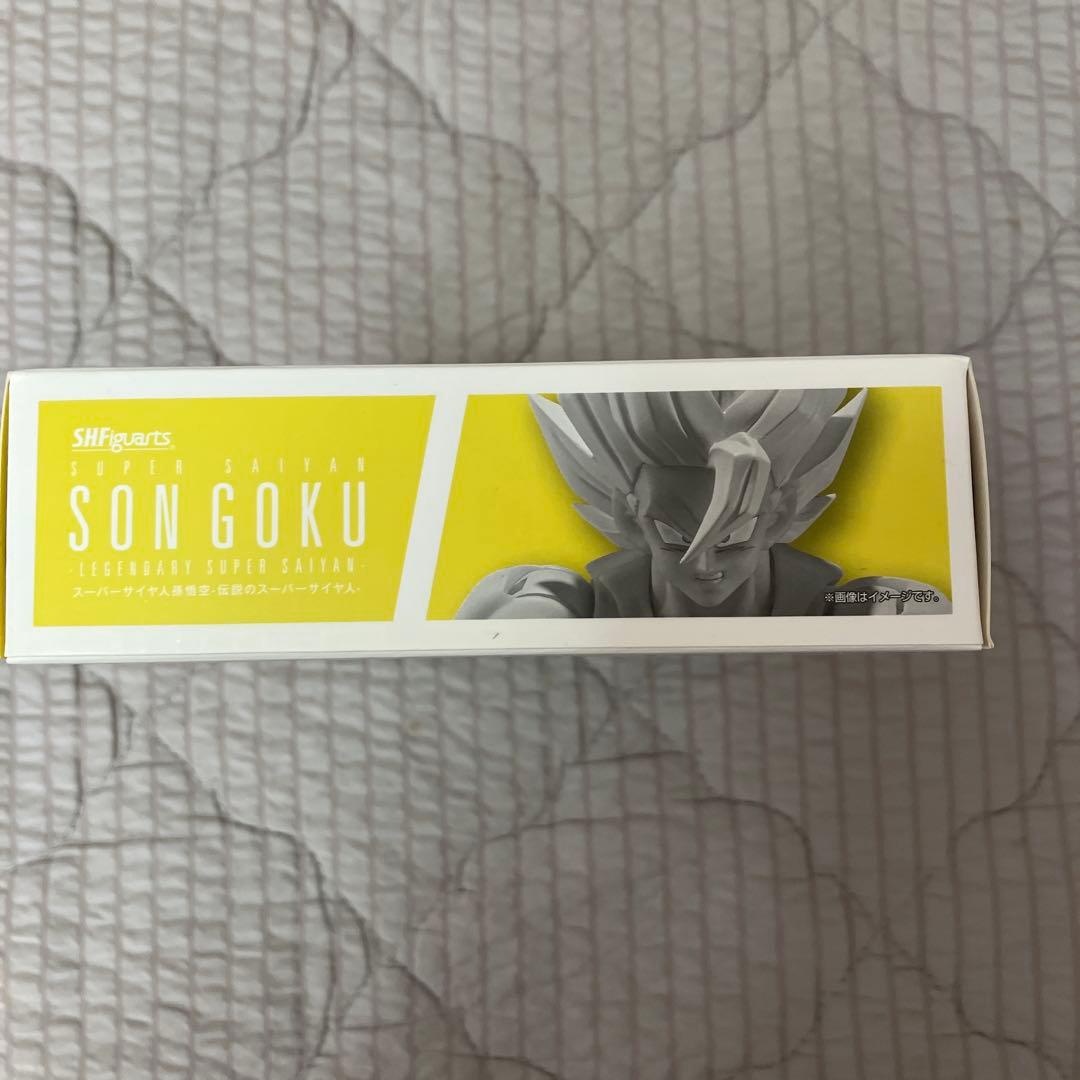 S.H.Figuarts
SUPER SAIYAN
SON GOKU
-LEGENDARY SUPER SAIYAN-
スーパーサイヤ人孫悟空-伝説のスーパーサイヤ人-
※画像はイメージです。